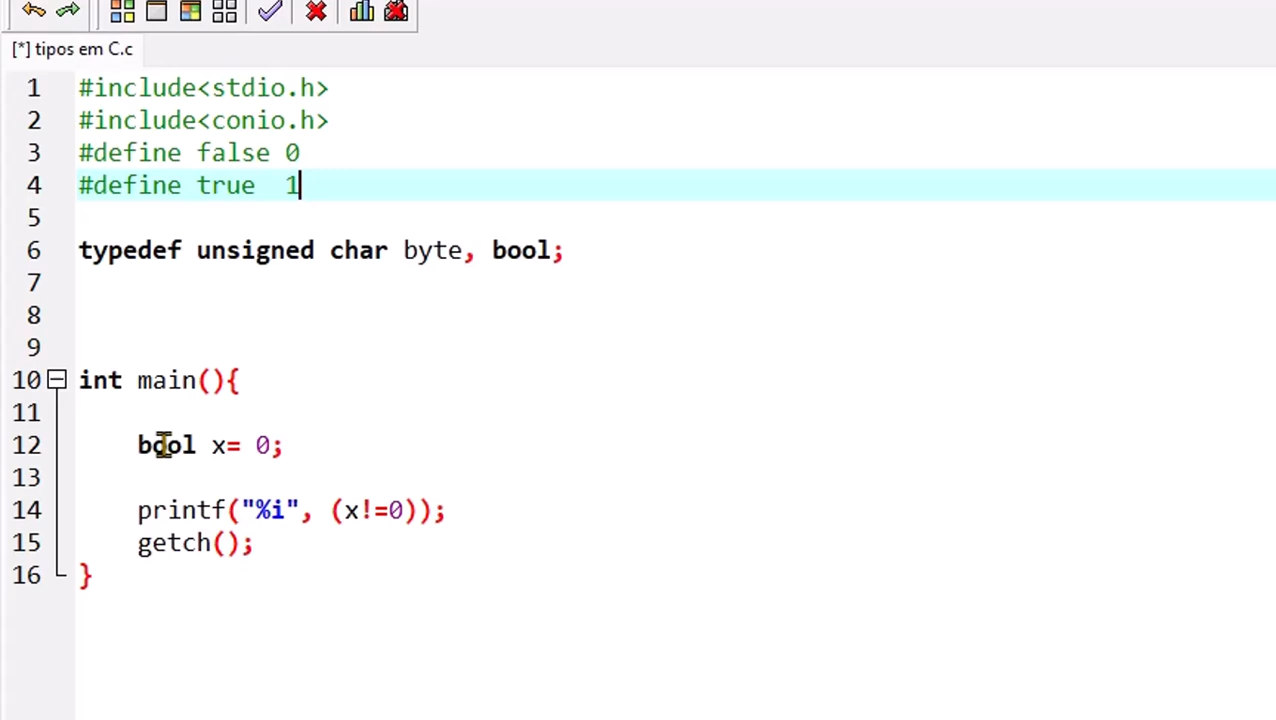 [*] tipos em C.c
1 #include<stdio.h>
2 #include<conio.h>
3 #define false 0
4 #define true  1
5
6 typedef unsigned char byte, bool;
7
8
9
10 int main(){
11
12     bool x= 0;
13
14     printf("%i", (x!=0));
15     getch();
16 }